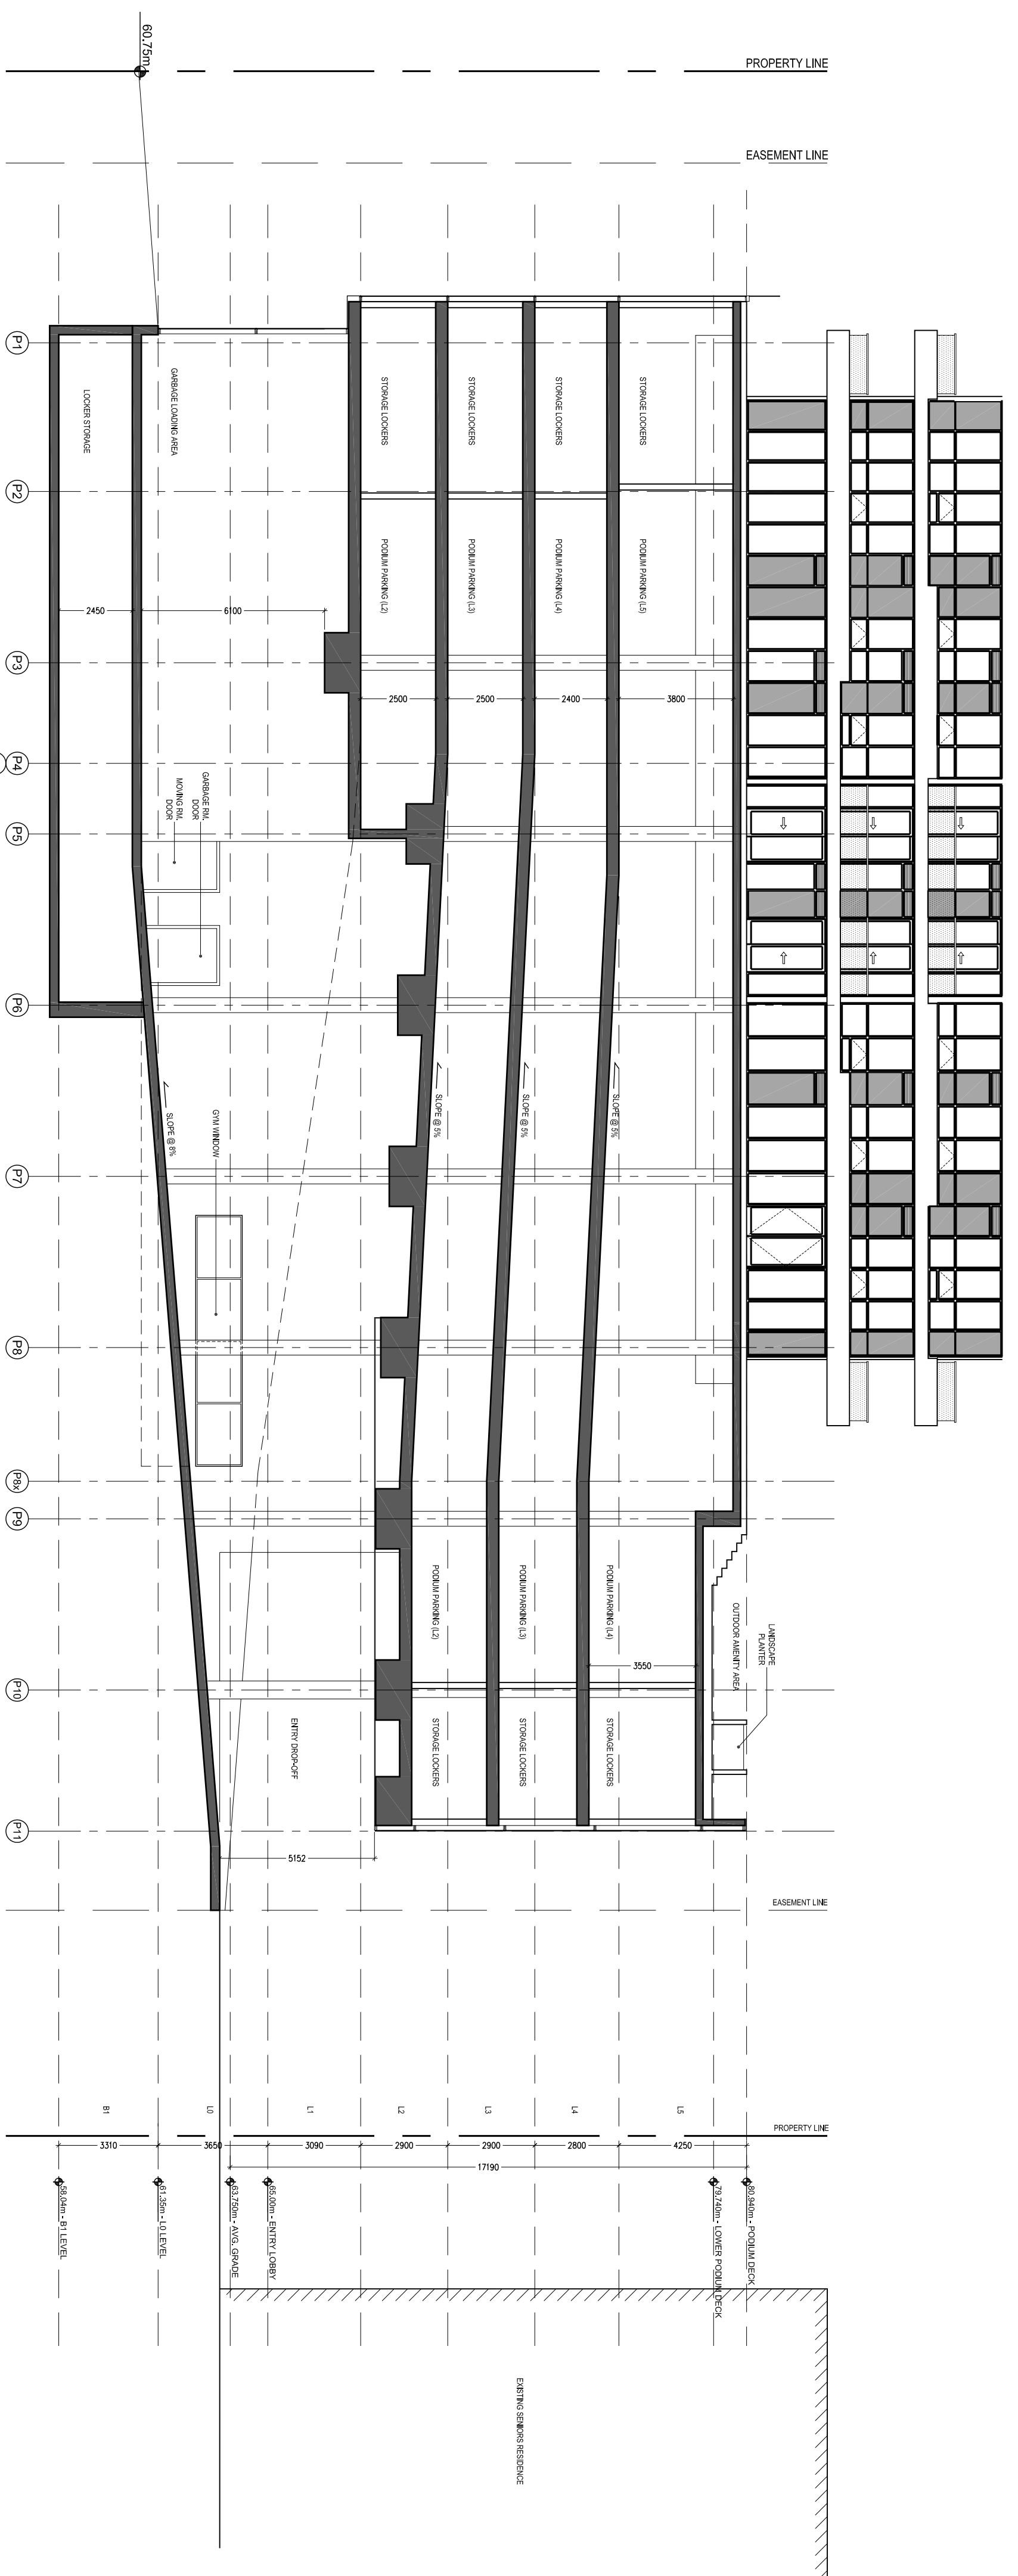 PROPERTY LINE
60.75m
EASEMENT LINE
STORAGE LOCKERS
STORAGE LOCKERS
STORAGE LOCKERS
STORAGE LOCKERS
GARBAGE LOADING AREA
LOCKER STORAGE
P1
P2
PODIUM PARKING (L5)
PODIUM PARKING (L4)
PODIUM PARKING (L3)
PODIUM PARKING (L2)
2450
6100
P3
2500
2500
2400
3800
P4
GARBAGE RM.
DOOR
MOVING RM.
DOOR
P5
P6
SLOPE @ 5%
SLOPE @ 5%
SLOPE @ 5%
SLOPE @ 8%
GYM WINDOW
P7
P8
P8x
P9
PODIUM PARKING (L4)
PODIUM PARKING (L3)
PODIUM PARKING (L2)
LANDSCAPE
PLANTER
OUTDOOR AMENITY AREA
3550
P10
STORAGE LOCKERS
STORAGE LOCKERS
STORAGE LOCKERS
ENTRY DROP-OFF
P11
5152
EASEMENT LINE
B1
L0
L1
L2
L3
L4
L5
PROPERTY LINE
3310
3650
3090
2900
2900
2800
4250
17190
58.04m - B1 LEVEL
61.35m - L0 LEVEL
63.750m - AVG. GRADE
65.00m - ENTRY LOBBY
79.740m - LOWER PODIUM DECK
80.940m - PODIUM DECK
EXISTING SENIORS RESIDENCE